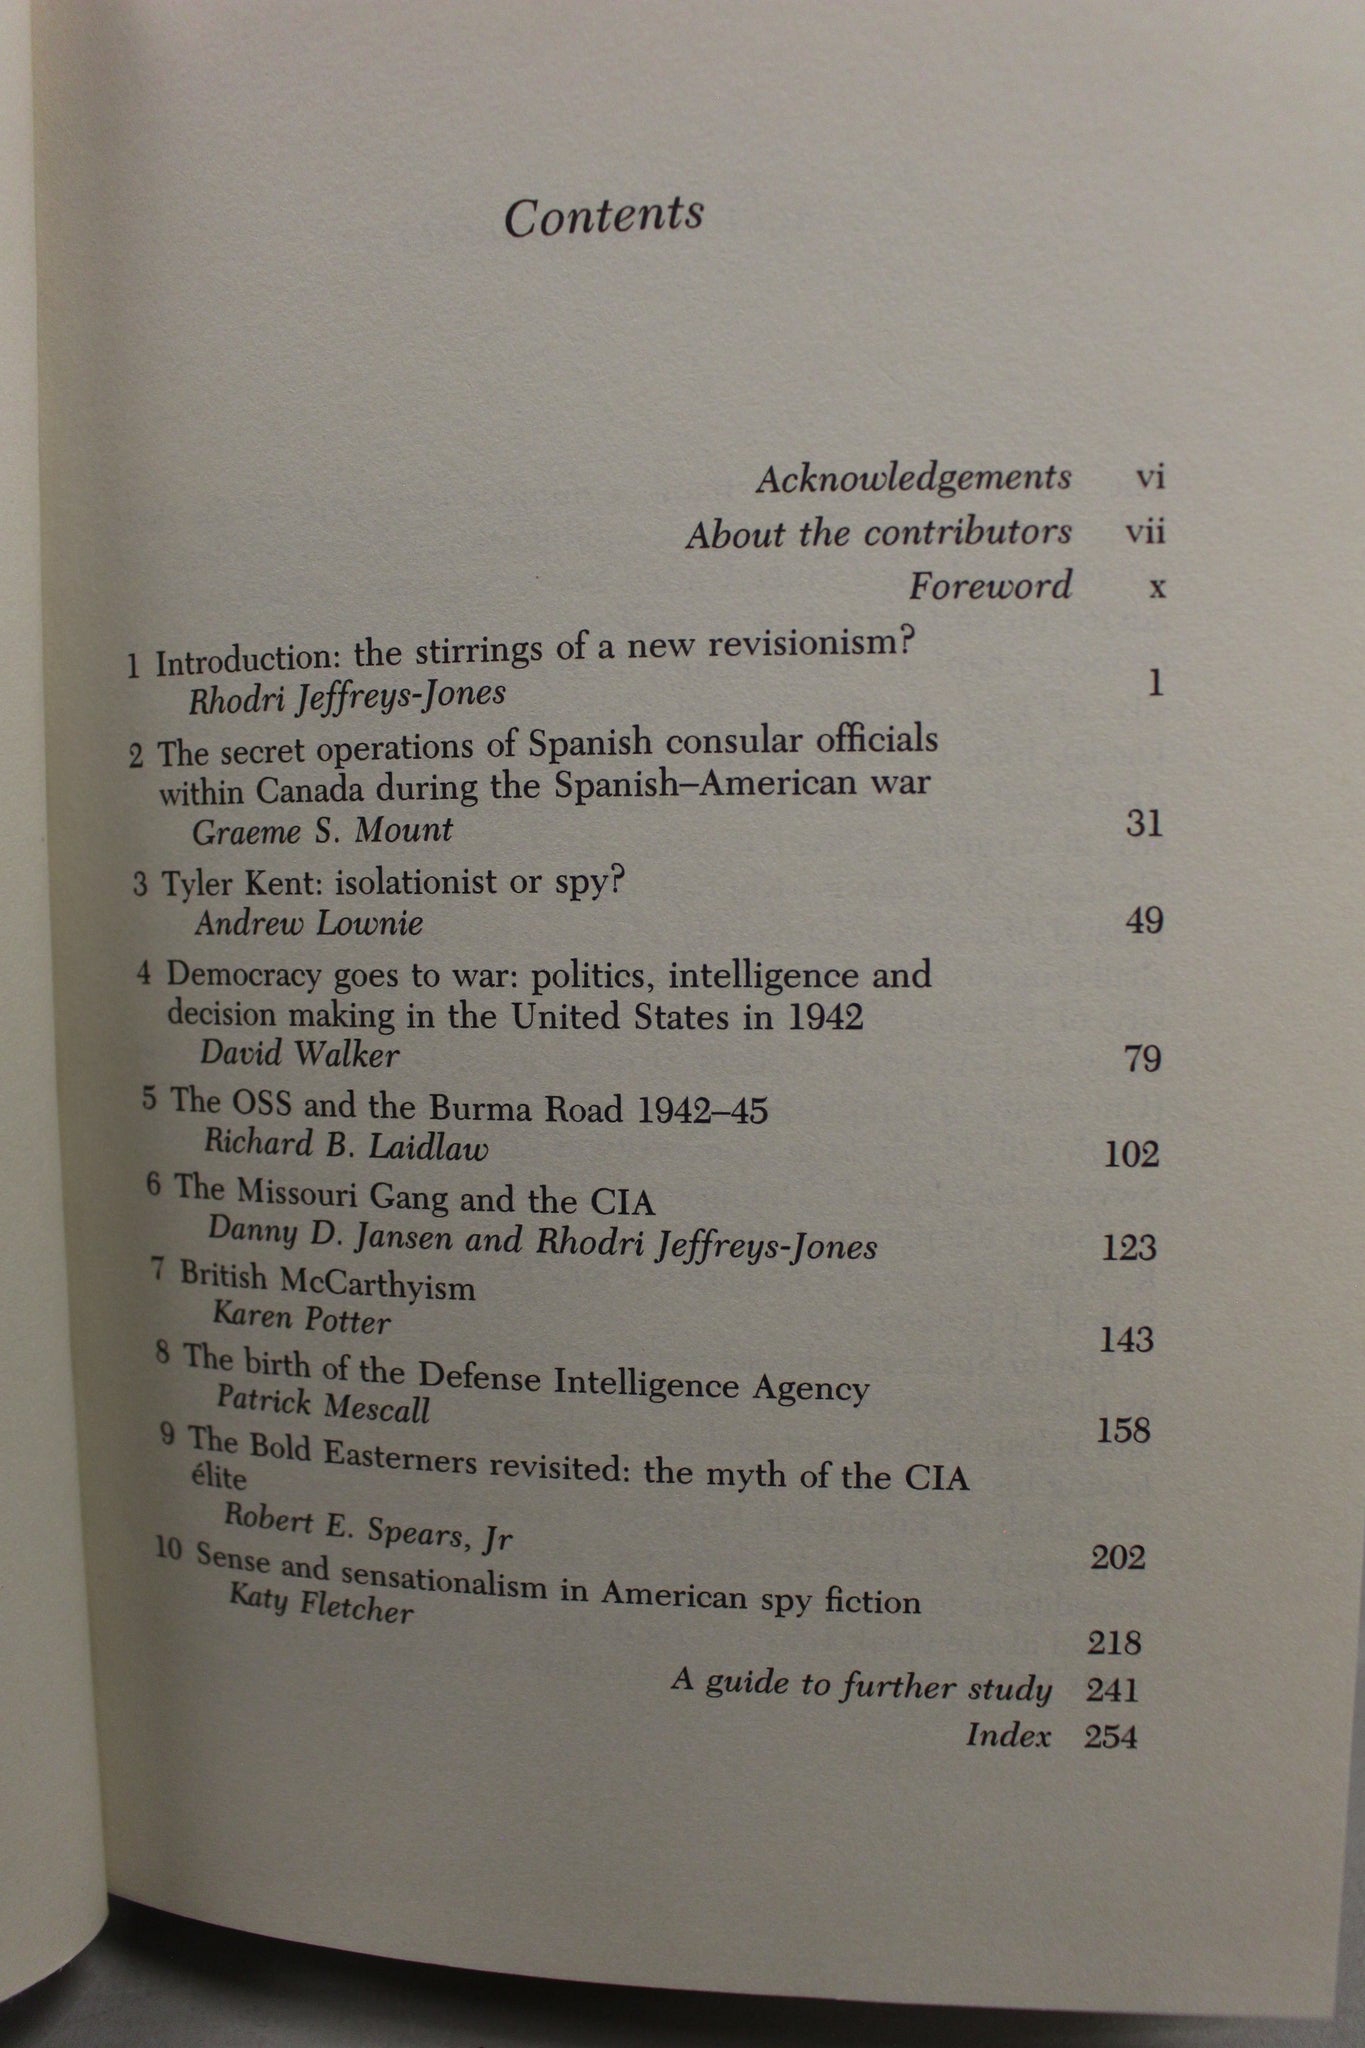 Contents
Acknowledgements vi
About the contributors vii
Foreword x
1 Introduction: the stirrings of a new revisionism?
Rhodri Jeffreys-Jones 1
2 The secret operations of Spanish consular officials
within Canada during the Spanish–American war
Graeme S. Mount 31
3 Tyler Kent: isolationist or spy?
Andrew Lownie 49
4 Democracy goes to war: politics, intelligence and
decision making in the United States in 1942
David Walker 79
5 The OSS and the Burma Road 1942–45
Richard B. Laidlaw 102
6 The Missouri Gang and the CIA
Danny D. Jansen and Rhodri Jeffreys-Jones 123
7 British McCarthyism
Karen Potter 143
8 The birth of the Defense Intelligence Agency
Patrick Mescall 158
9 The Bold Easterners revisited: the myth of the CIA
élite
Robert E. Spears, Jr 202
10 Sense and sensationalism in American spy fiction
Katy Fletcher 218
A guide to further study 241
Index 254